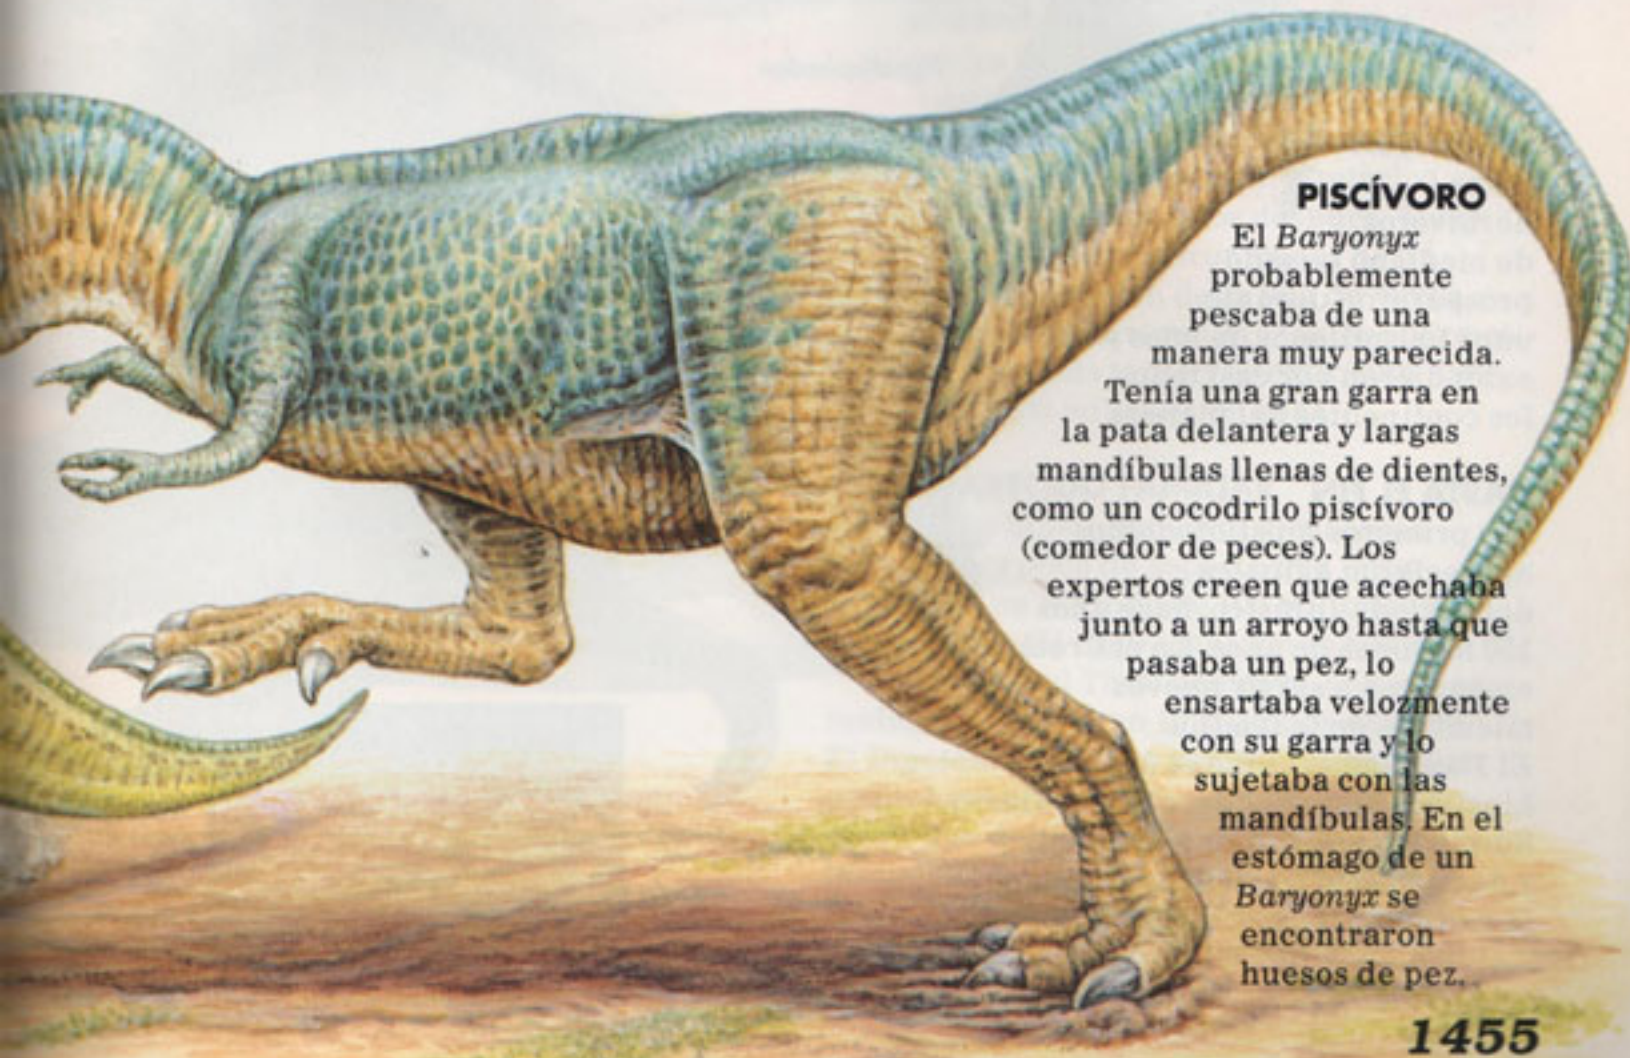 PISCÍVORO
El Baryonyx
probablemente
pescaba de una
manera muy parecida.
Tenía una gran garra en
la pata delantera y largas
mandíbulas llenas de dientes,
como un cocodrilo piscívoro
(comedor de peces). Los
expertos creen que acechaba
junto a un arroyo hasta que
pasaba un pez, lo
ensartaba velozmente
con su garra y lo
sujetaba con las
mandíbulas. En el
estómago de un
Baryonyx se
encontraron
huesos de pez.
1455